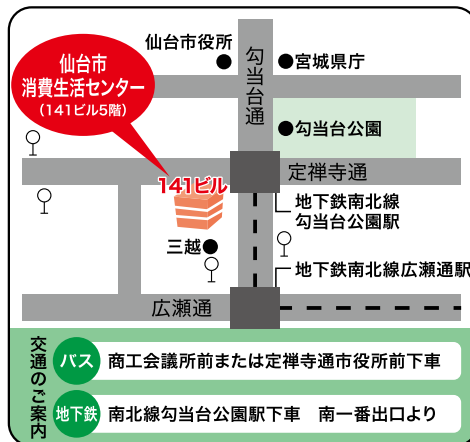 仙台市役所
宮城県庁
仙台市
消費生活センター
(141ビル5階)
勾当台通
勾当台公園
定禅寺通
141ビル
地下鉄南北線
勾当台公園駅
三越
地下鉄南北線広瀬通駅
広瀬通
交通のご案内
バス 商工会議所前または定禅寺通市役所前下車
地下鉄 南北線勾当台公園駅下車 南一番出口より